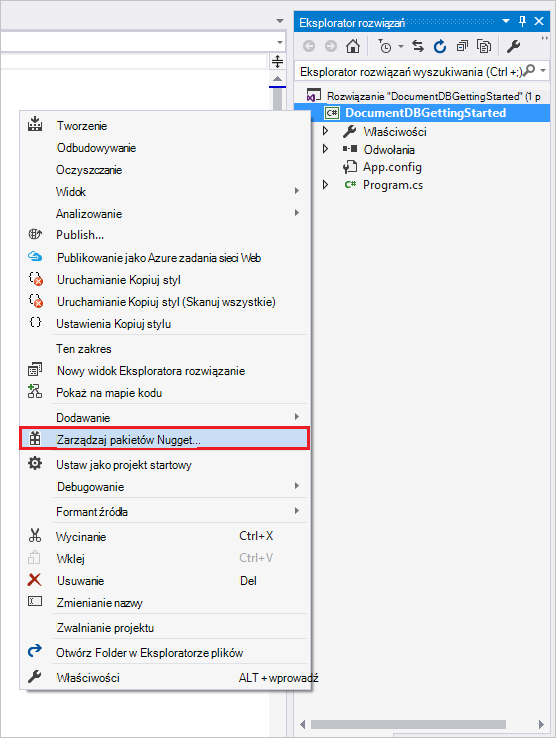 Eksplorator rozwiązań
Eksplorator rozwiązań wyszukiwania (Ctrl +;)
Rozwiązanie "DocumentDBGettingStarted" (1 p
DocumentDBGettingStarted
Właściwości
Odwołania
App.config
C# Program.cs
Tworzenie
Odbudowywanie
Oczyszczanie
Widok
Analizowanie
Publish...
Publikowanie jako Azure zadania sieci Web
Uruchamianie Kopiuj styl
Uruchamianie Kopiuj styl (Skanuj wszystkie)
Ustawienia Kopiuj stylu
Ten zakres
Nowy widok Eksploratora rozwiązanie
Pokaż na mapie kodu
Dodawanie
Zarządzaj pakietów Nugget...
Ustaw jako projekt startowy
Debugowanie
Formant źródła
Wycinanie Ctrl+X
Wklej Ctrl+V
Usuwanie Del
Zmienianie nazwy
Zwalnianie projektu
Otwórz Folder w Eksploratorze plików
Właściwości ALT +wprowadź